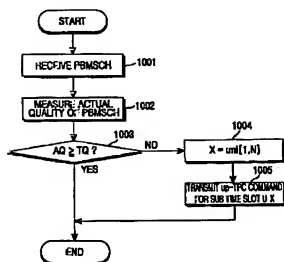 START
RECEIVE PBMSCH
1001
MEASURE ACTUAL
QUALITY OF PBMSCH
1002
1003
AQ ≥ TQ ?
NO
YES
1004
X = uni[1,N]
1005
TRANSMIT up-TPC COMMAND
FOR SUB TIME SLOT # X
END